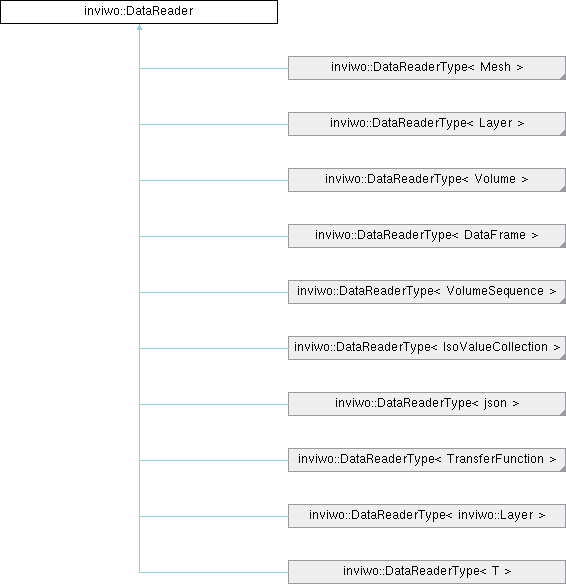 inviwo::DataReader
inviwo::DataReaderType< Mesh >
inviwo::DataReaderType< Layer >
inviwo::DataReaderType< Volume >
inviwo::DataReaderType< DataFrame >
inviwo::DataReaderType< VolumeSequence >
inviwo::DataReaderType< IsoValueCollection >
inviwo::DataReaderType< json >
inviwo::DataReaderType< TransferFunction >
inviwo::DataReaderType< inviwo::Layer >
inviwo::DataReaderType< T >